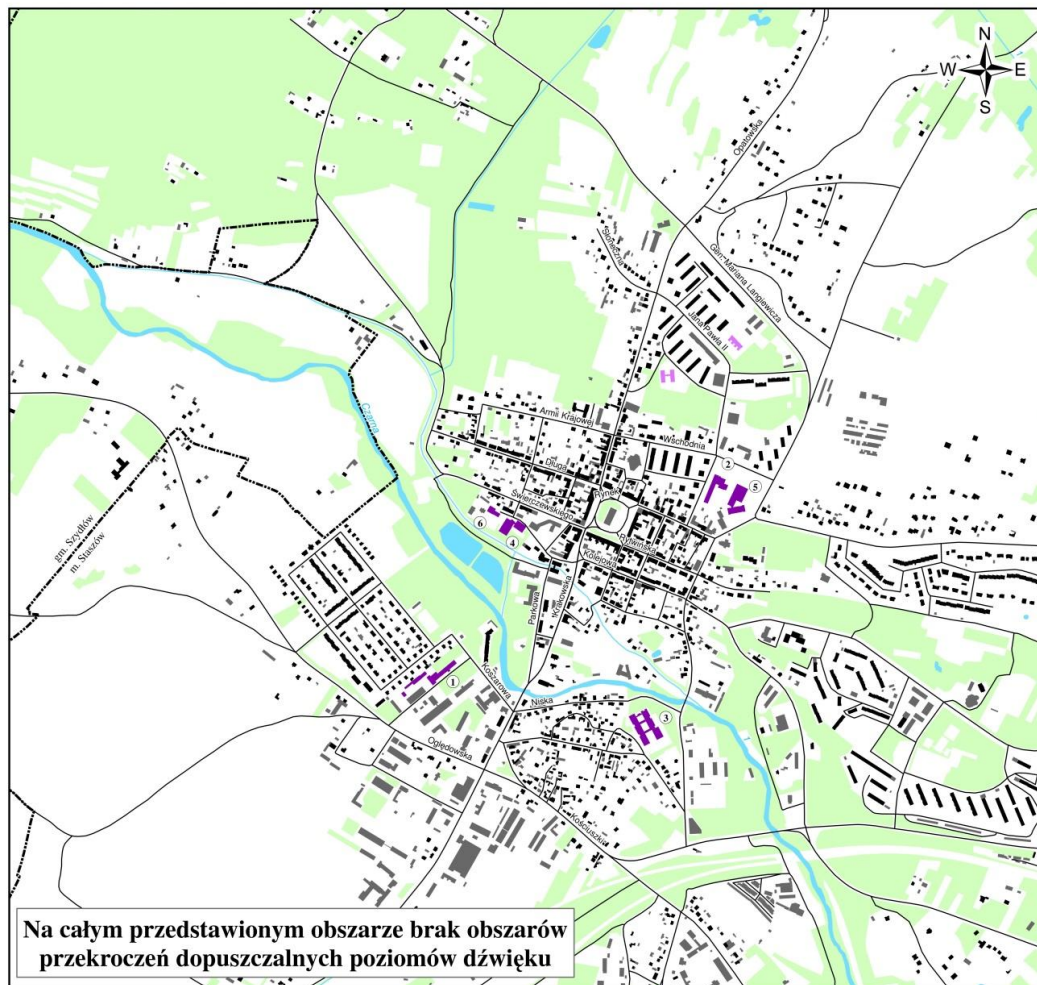 N
W E
S
Opatowska
Słoneczna
Gen. Mariana Langiewicza
Jana Pawła II
Czarna
Armii Krajowej
Wschodnia
Długa
2
5
Rynek
Świerczewskiego
6
4
Rytwińska
Kolejowa
gm. Szydłów
m. Staszów
Parkowa
Krakowska
1
Koszarowa
Niska
3
Oględowska
Kościuszki
Na całym przedstawionym obszarze brak obszarów
przekroczeń dopuszczalnych poziomów dźwięku